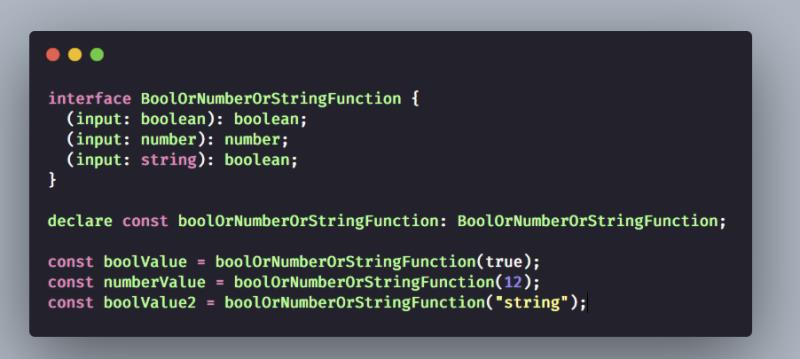 interface BoolOrNumberOrStringFunction {
  (input: boolean): boolean;
  (input: number): number;
  (input: string): boolean;
}
declare const boolOrNumberOrStringFunction: BoolOrNumberOrStringFunction;
const boolValue = boolOrNumberOrStringFunction(true);
const numberValue = boolOrNumberOrStringFunction(12);
const boolValue2 = boolOrNumberOrStringFunction("string");